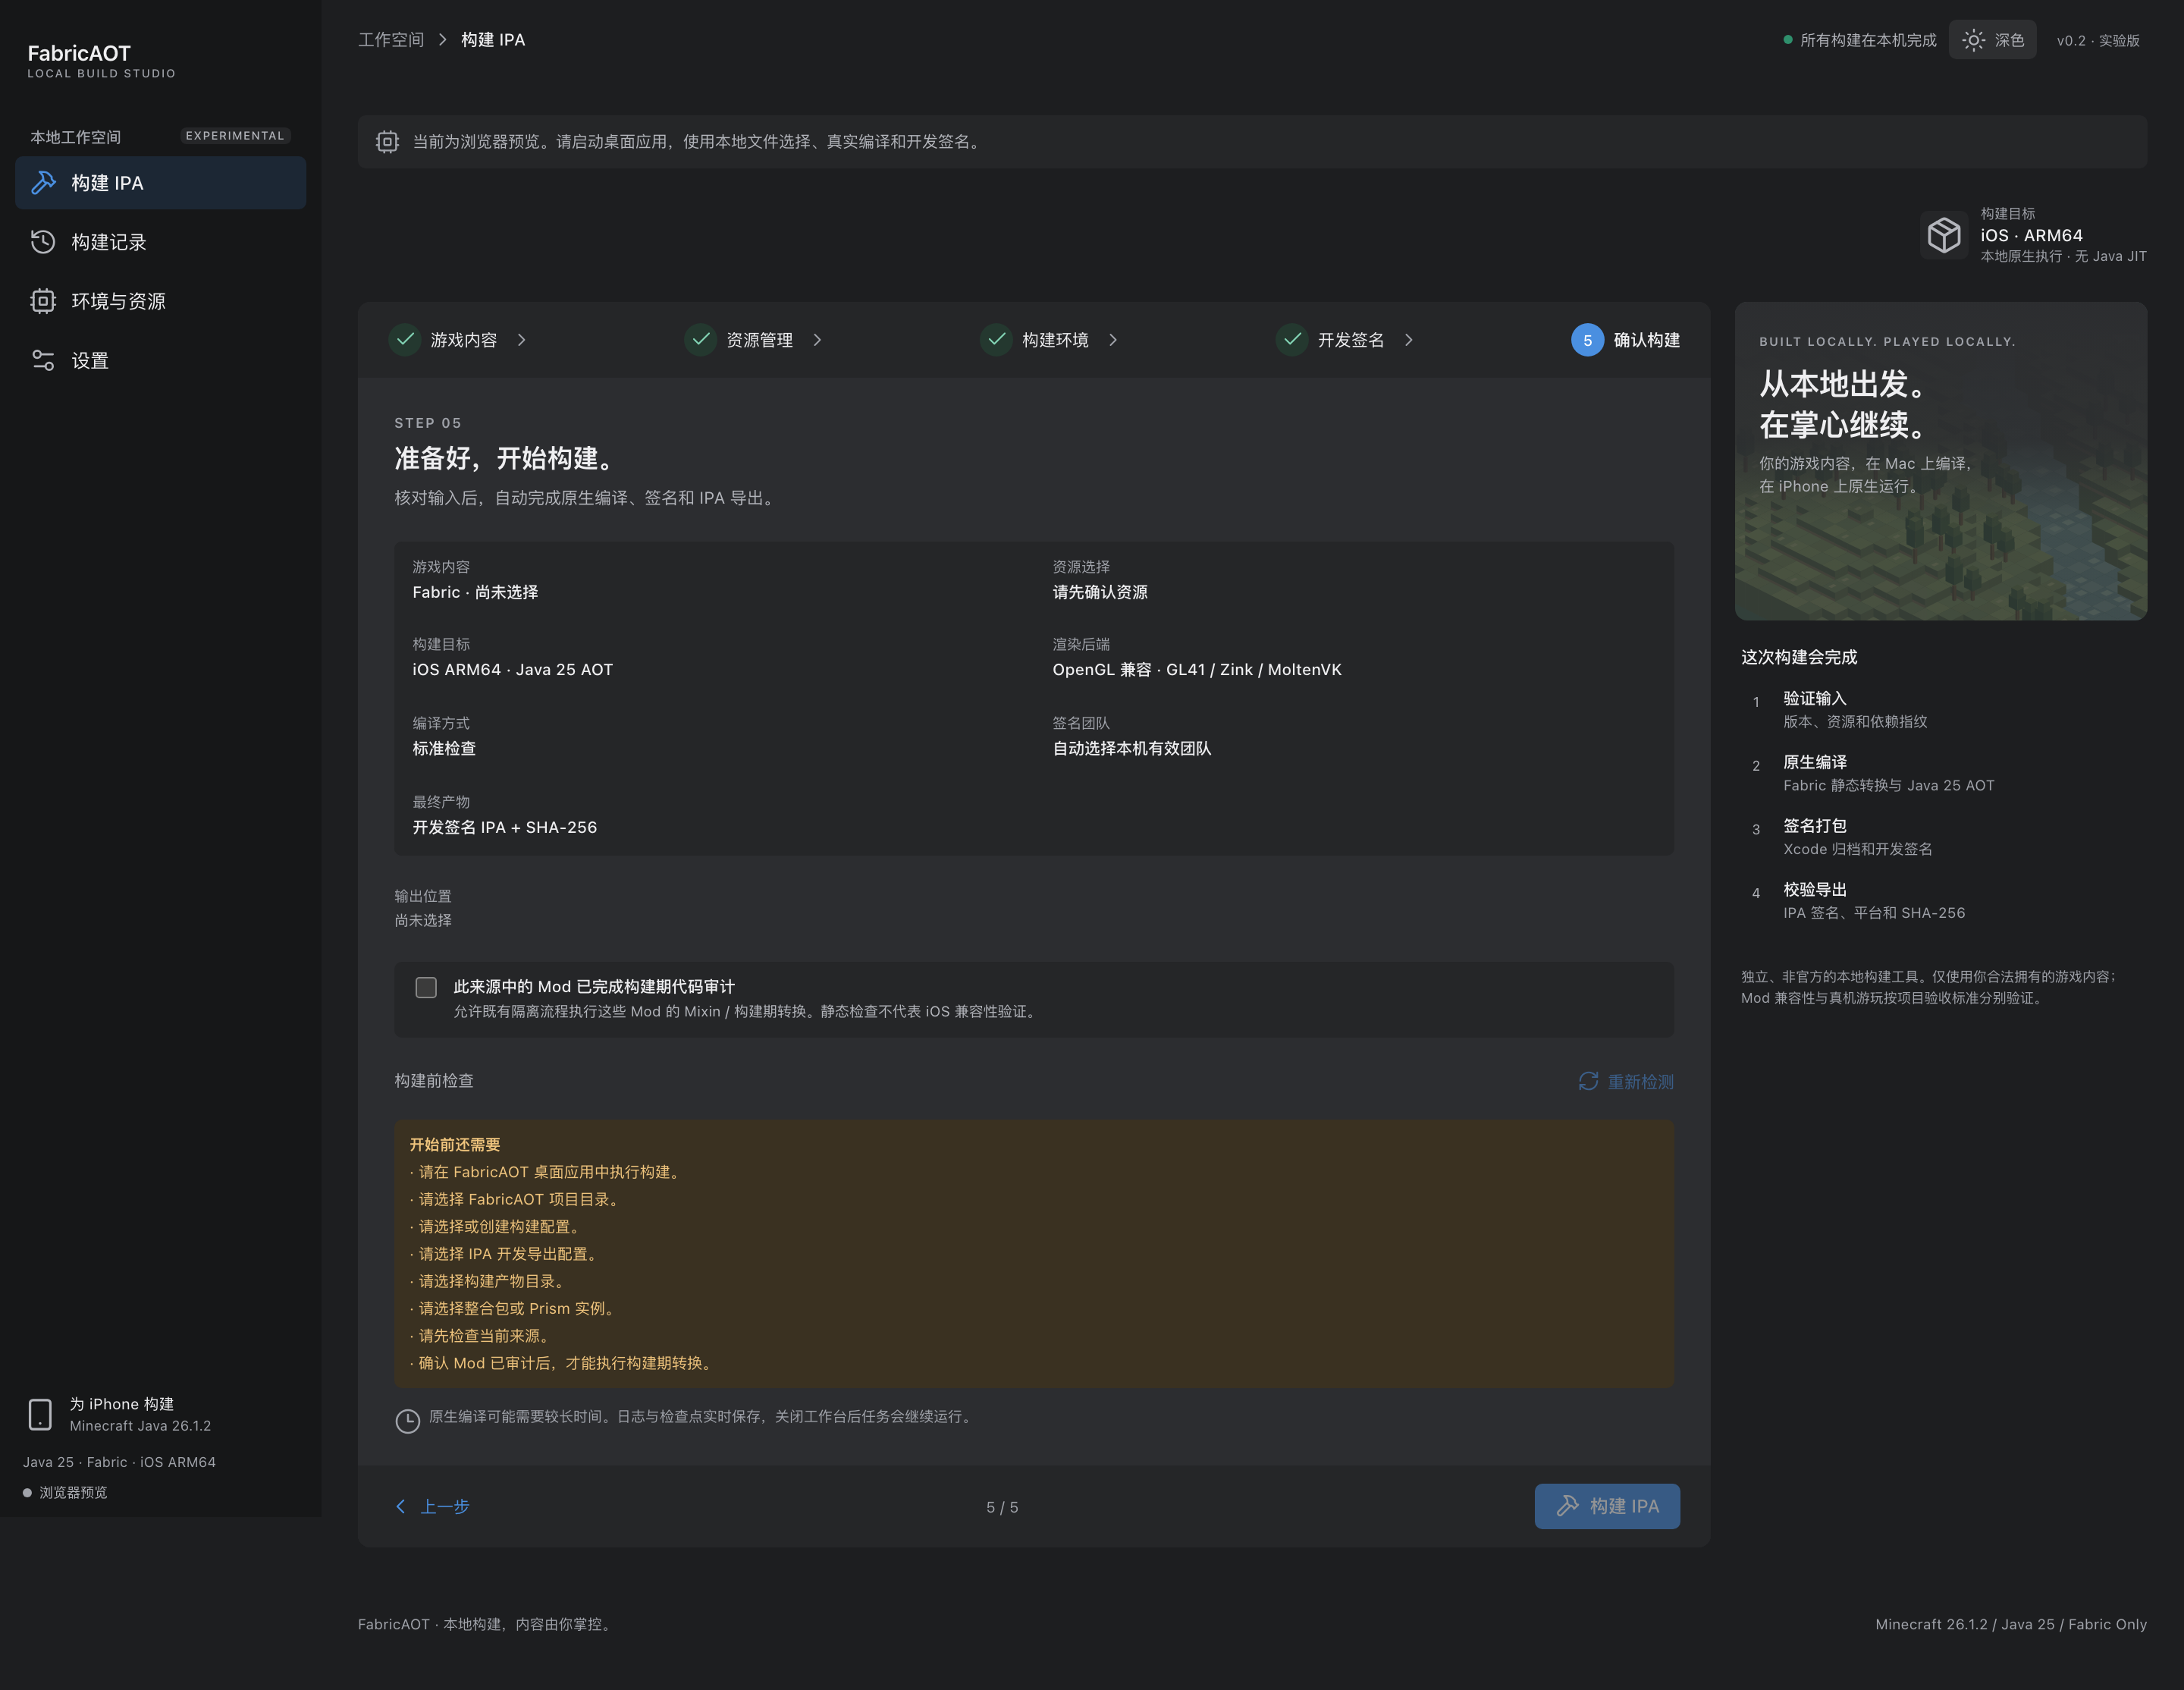 FabricAOT
LOCAL BUILD STUDIO
本地工作空间 EXPERIMENTAL
构建 IPA
构建记录
环境与资源
设置
为 iPhone 构建
Minecraft Java 26.1.2
Java 25 · Fabric · iOS ARM64
浏览器预览
工作空间 > 构建 IPA
所有构建在本机完成 深色 v0.2 · 实验版
当前为浏览器预览。请启动桌面应用，使用本地文件选择、真实编译和开发签名。
构建目标
iOS · ARM64
本地原生执行 · 无 Java JIT
游戏内容 资源管理 构建环境 开发签名 5 确认构建
STEP 05
准备好，开始构建。
核对输入后，自动完成原生编译、签名和 IPA 导出。
游戏内容
Fabric · 尚未选择
资源选择
请先确认资源
构建目标
iOS ARM64 · Java 25 AOT
渲染后端
OpenGL 兼容 · GL41 / Zink / MoltenVK
编译方式
标准检查
签名团队
自动选择本机有效团队
最终产物
开发签名 IPA + SHA-256
输出位置
尚未选择
此来源中的 Mod 已完成构建期代码审计
允许既有隔离流程执行这些 Mod 的 Mixin / 构建期转换。静态检查不代表 iOS 兼容性验证。
构建前检查 重新检测
开始前还需要
· 请在 FabricAOT 桌面应用中执行构建。
· 请选择 FabricAOT 项目目录。
· 请选择或创建构建配置。
· 请选择 IPA 开发导出配置。
· 请选择构建产物目录。
· 请选择整合包或 Prism 实例。
· 请先检查当前来源。
· 确认 Mod 已审计后，才能执行构建期转换。
原生编译可能需要较长时间。日志与检查点实时保存，关闭工作台后任务会继续运行。
上一步 5 / 5 构建 IPA
BUILT LOCALLY. PLAYED LOCALLY.
从本地出发。
在掌心继续。
你的游戏内容，在 Mac 上编译，
在 iPhone 上原生运行。
这次构建会完成
1 验证输入
版本、资源和依赖指纹
2 原生编译
Fabric 静态转换与 Java 25 AOT
3 签名打包
Xcode 归档和开发签名
4 校验导出
IPA 签名、平台和 SHA-256
独立、非官方的本地构建工具。仅使用你合法拥有的游戏内容；
Mod 兼容性与真机游玩按项目验收标准分别验证。
FabricAOT · 本地构建，内容由你掌控。
Minecraft 26.1.2 / Java 25 / Fabric Only